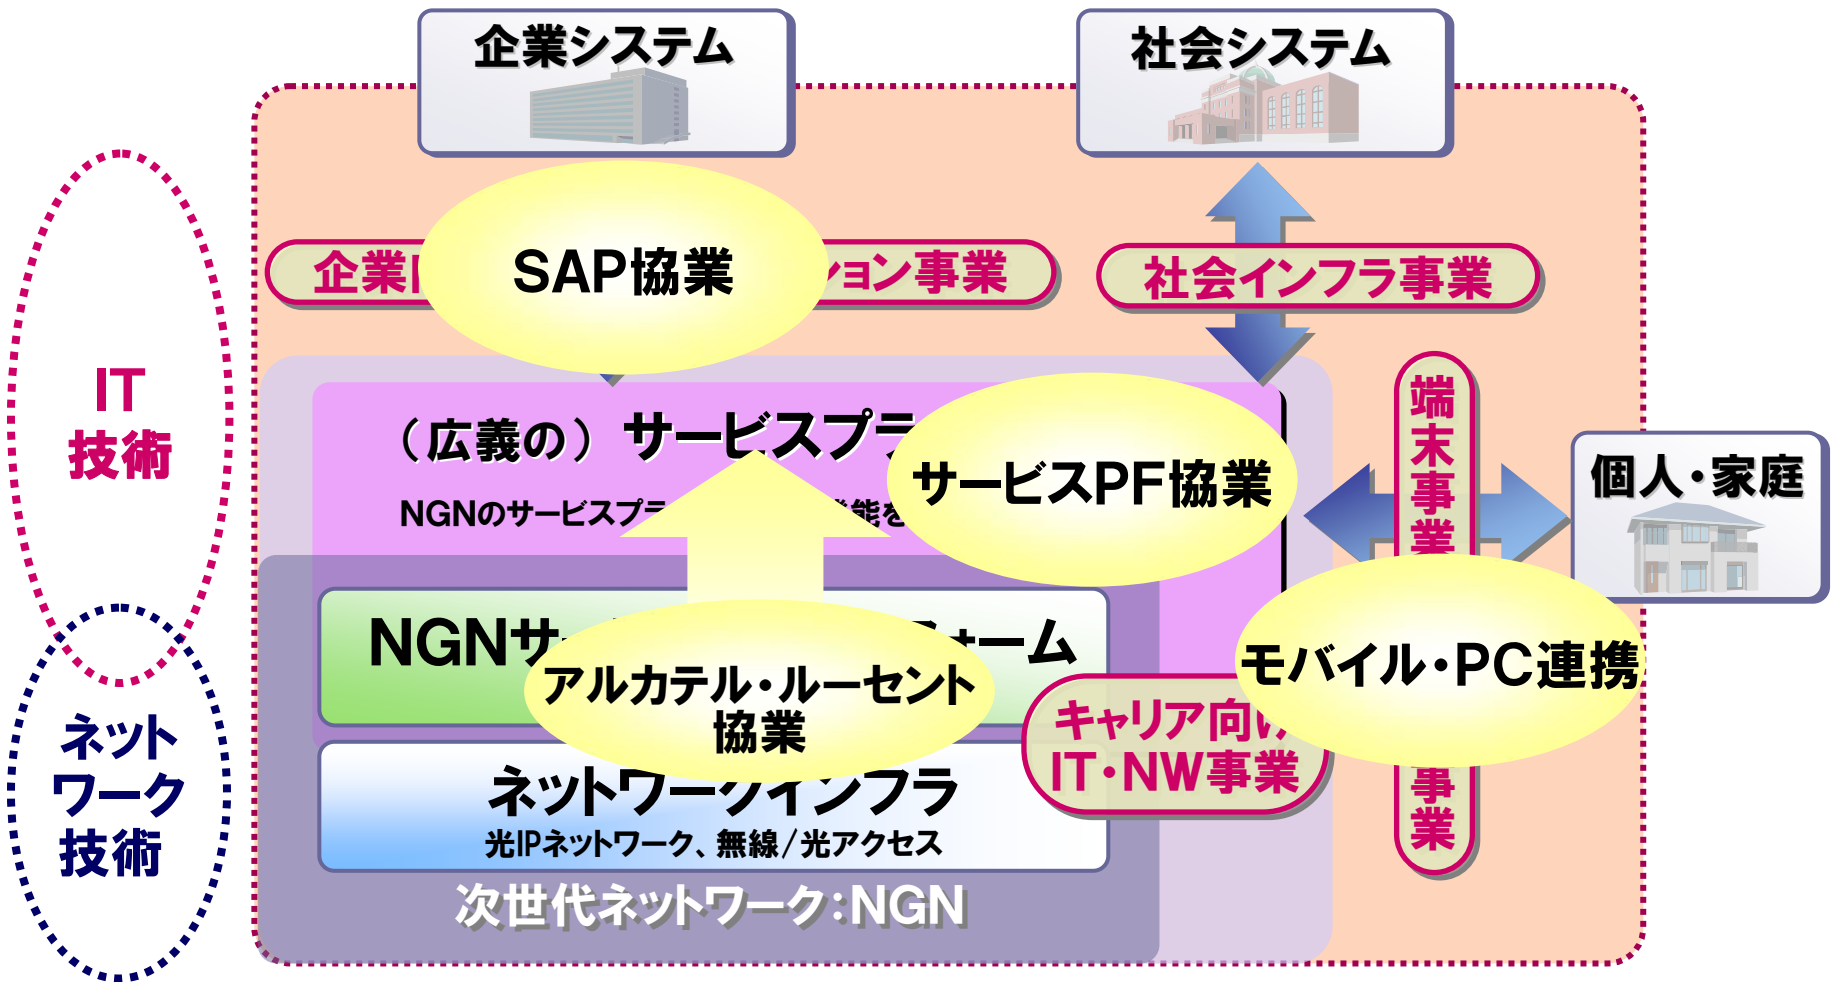 企業システム
社会システム
企業
SAP協業
ション事業
社会インフラ事業
IT
技術
(広義の) サービスプラ
サービスPF協業
NGNのサービスプラ
能を
端末事業
個人・家庭
NGNサー
フォーム
アルカテル・ルーセント
協業
モバイル・PC連携
キャリア向け
IT・NW事業
事業
ネット
ワーク
技術
ネットワークインフラ
光IPネットワーク、無線/光アクセス
次世代ネットワーク:NGN